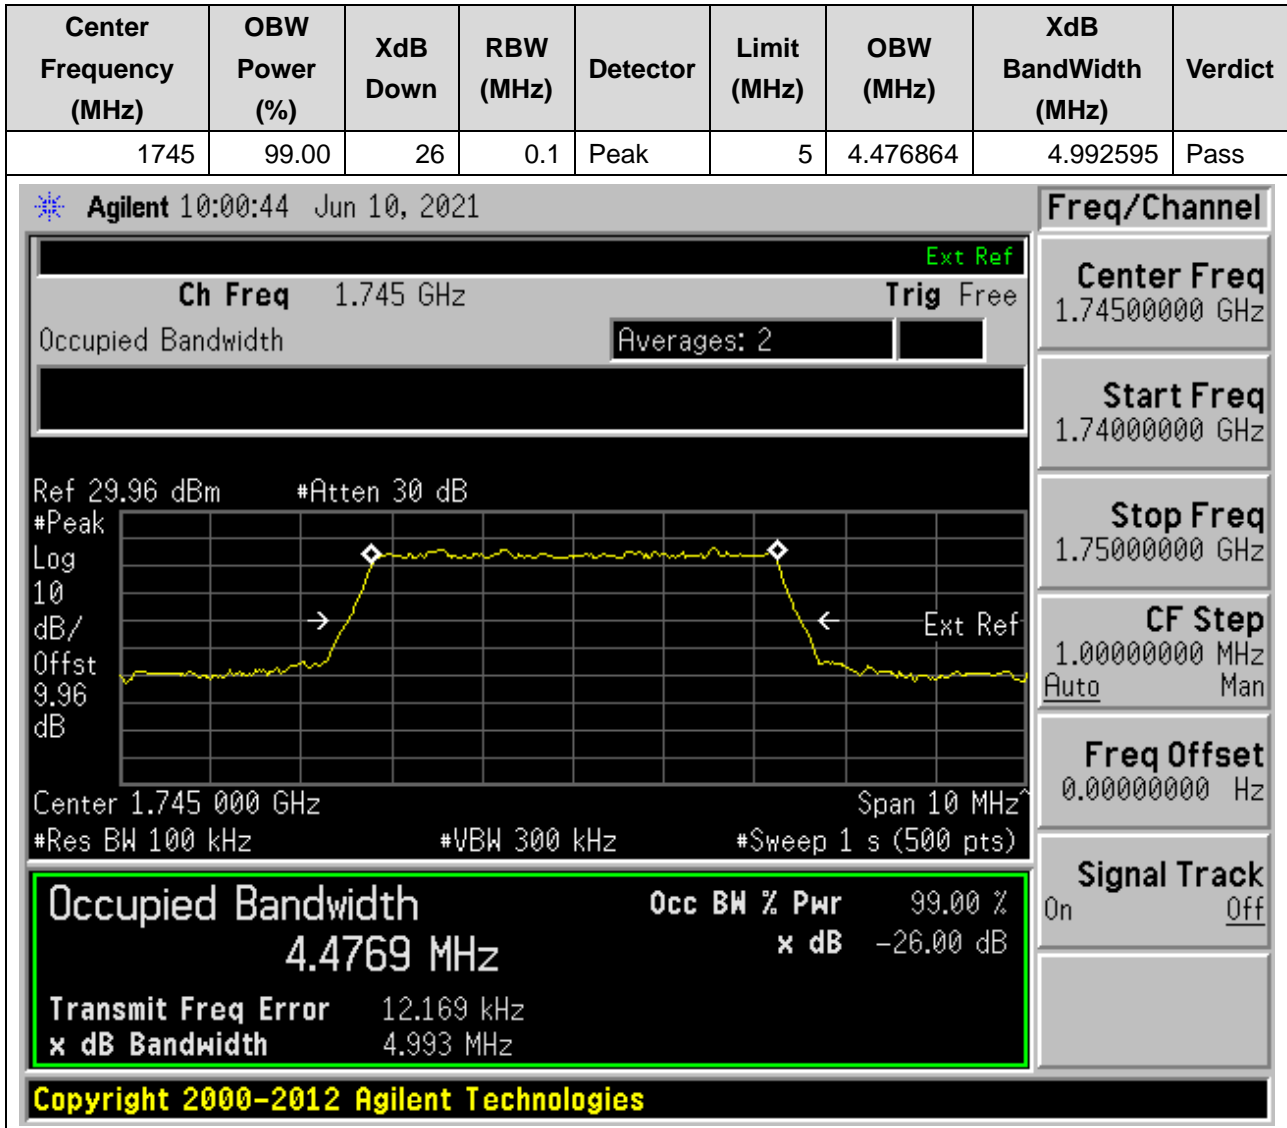 Center Frequency (MHz) OBW Power (%) XdB Down RBW (MHz) Detector Limit (MHz) OBW (MHz) XdB BandWidth (MHz) Verdict
1745 99.00 26 0.1 Peak 5 4.476864 4.992595 Pass
Agilent 10:00:44 Jun 10, 2021
Freq/Channel
Ext Ref
Ch Freq 1.745 GHz Trig Free
Occupied Bandwidth Averages: 2
Center Freq
1.74500000 GHz
Start Freq
1.74000000 GHz
Stop Freq
1.75000000 GHz
CF Step
1.00000000 MHz
Auto Man
Freq Offset
0.00000000 Hz
Signal Track
On Off
Ref 29.96 dBm #Atten 30 dB
#Peak
Log
10
dB/
Offst
9.96
dB
Ext Ref
Center 1.745 000 GHz Span 10 MHz^
#Res BW 100 kHz #VBW 300 kHz #Sweep 1 s (500 pts)
Occupied Bandwidth
4.4769 MHz
Occ BW % Pwr 99.00 %
x dB -26.00 dB
Transmit Freq Error 12.169 kHz
x dB Bandwidth 4.993 MHz
Copyright 2000-2012 Agilent Technologies